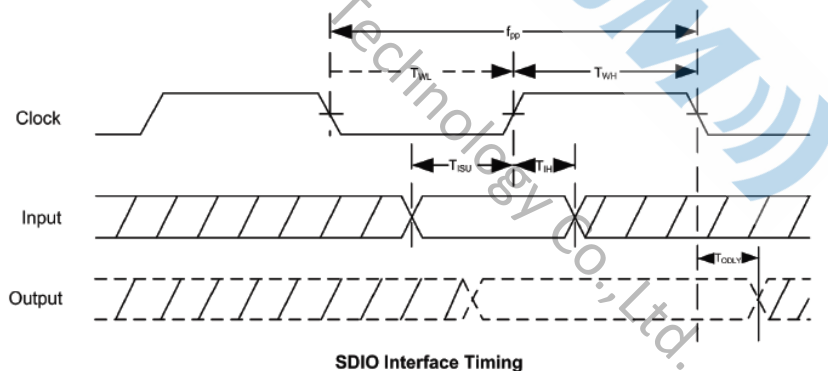 fpp
TWL
TWH
Clock
TISU
TIH
Input
TODLY
Output
SDIO Interface Timing
Technology Co., Ltd.